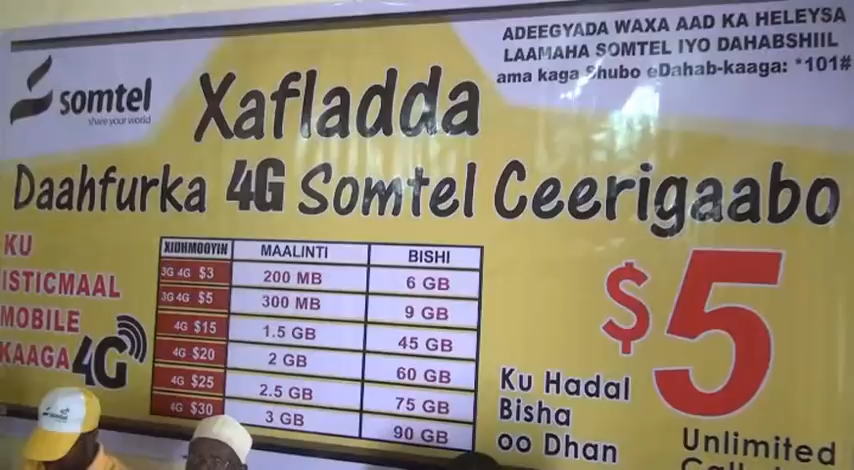 ADEEGYADA WAXA AAD KA HELEYSA
LAAMAHA SOMTEL IYO DAHABSHIIL
ama kaga Shubo eDahab-kaaga: *101#
somtel
share your world
Xafladda
Daahfurka 4G Somtel Ceerigaabo
KU
ISTICMAAL
MOBILE
KAAGA 4G
XIDHMOOYIN MAALINTI BISHI
3G 4G $3 200 MB 6 GB
3G 4G $5 300 MB 9 GB
4G $15 1.5 GB 45 GB
4G $20 2 GB 60 GB
4G $25 2.5 GB 75 GB
4G $30 3 GB 90 GB
$5
Ku Hadal
Bisha
oo Dhan
Unlimited
somtel